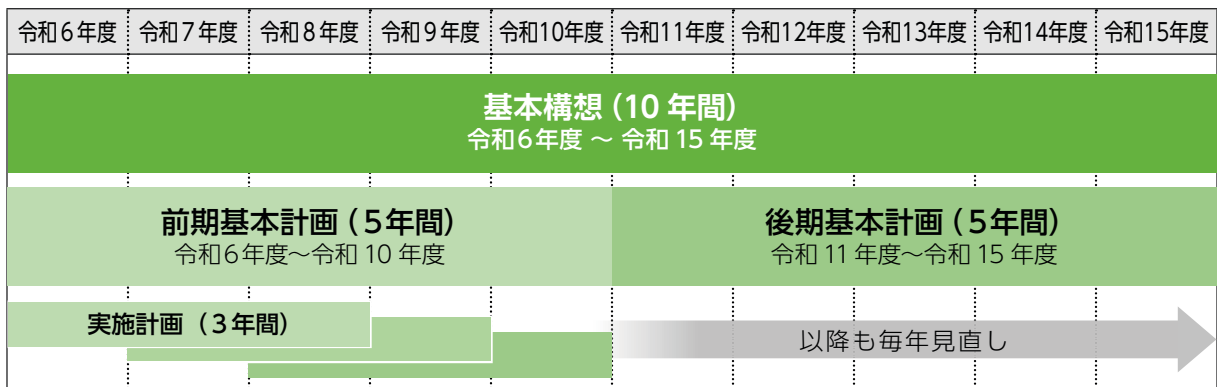 令和6年度 令和7年度 令和8年度 令和9年度 令和10年度 令和11年度 令和12年度 令和13年度 令和14年度 令和15年度
基本構想（10 年間）
令和6年度 ～ 令和 15 年度
前期基本計画（5年間）
令和6年度～令和 10 年度
後期基本計画（5年間）
令和 11 年度～令和 15 年度
実施計画（3年間）
以降も毎年見直し